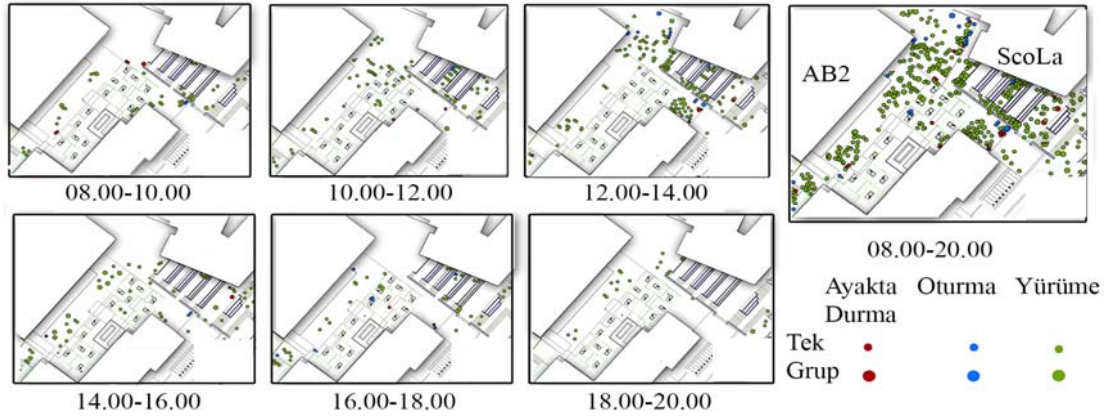 AB2
ScoLa
08.00-10.00
10.00-12.00
12.00-14.00
08.00-20.00
Ayakta Durma
Oturma
Yürüme
Tek
Grup
14.00-16.00
16.00-18.00
18.00-20.00